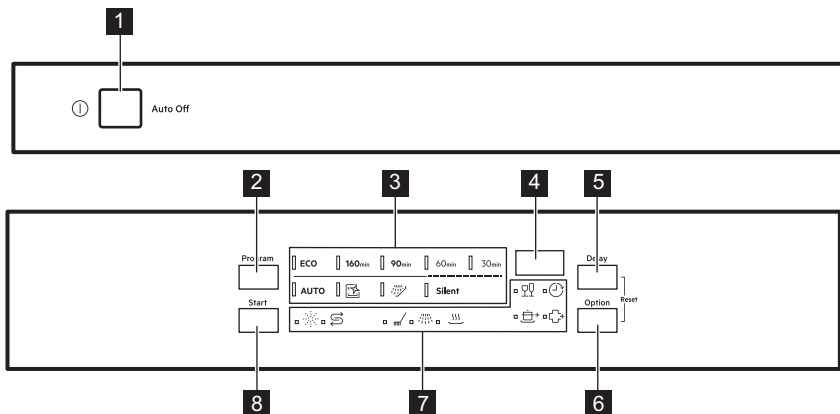 1
Auto Off
2 3 4 5
Program Delay
ECO 160min 90min 60min 30min
AUTO Silent
Start Option Reset
8 7 6